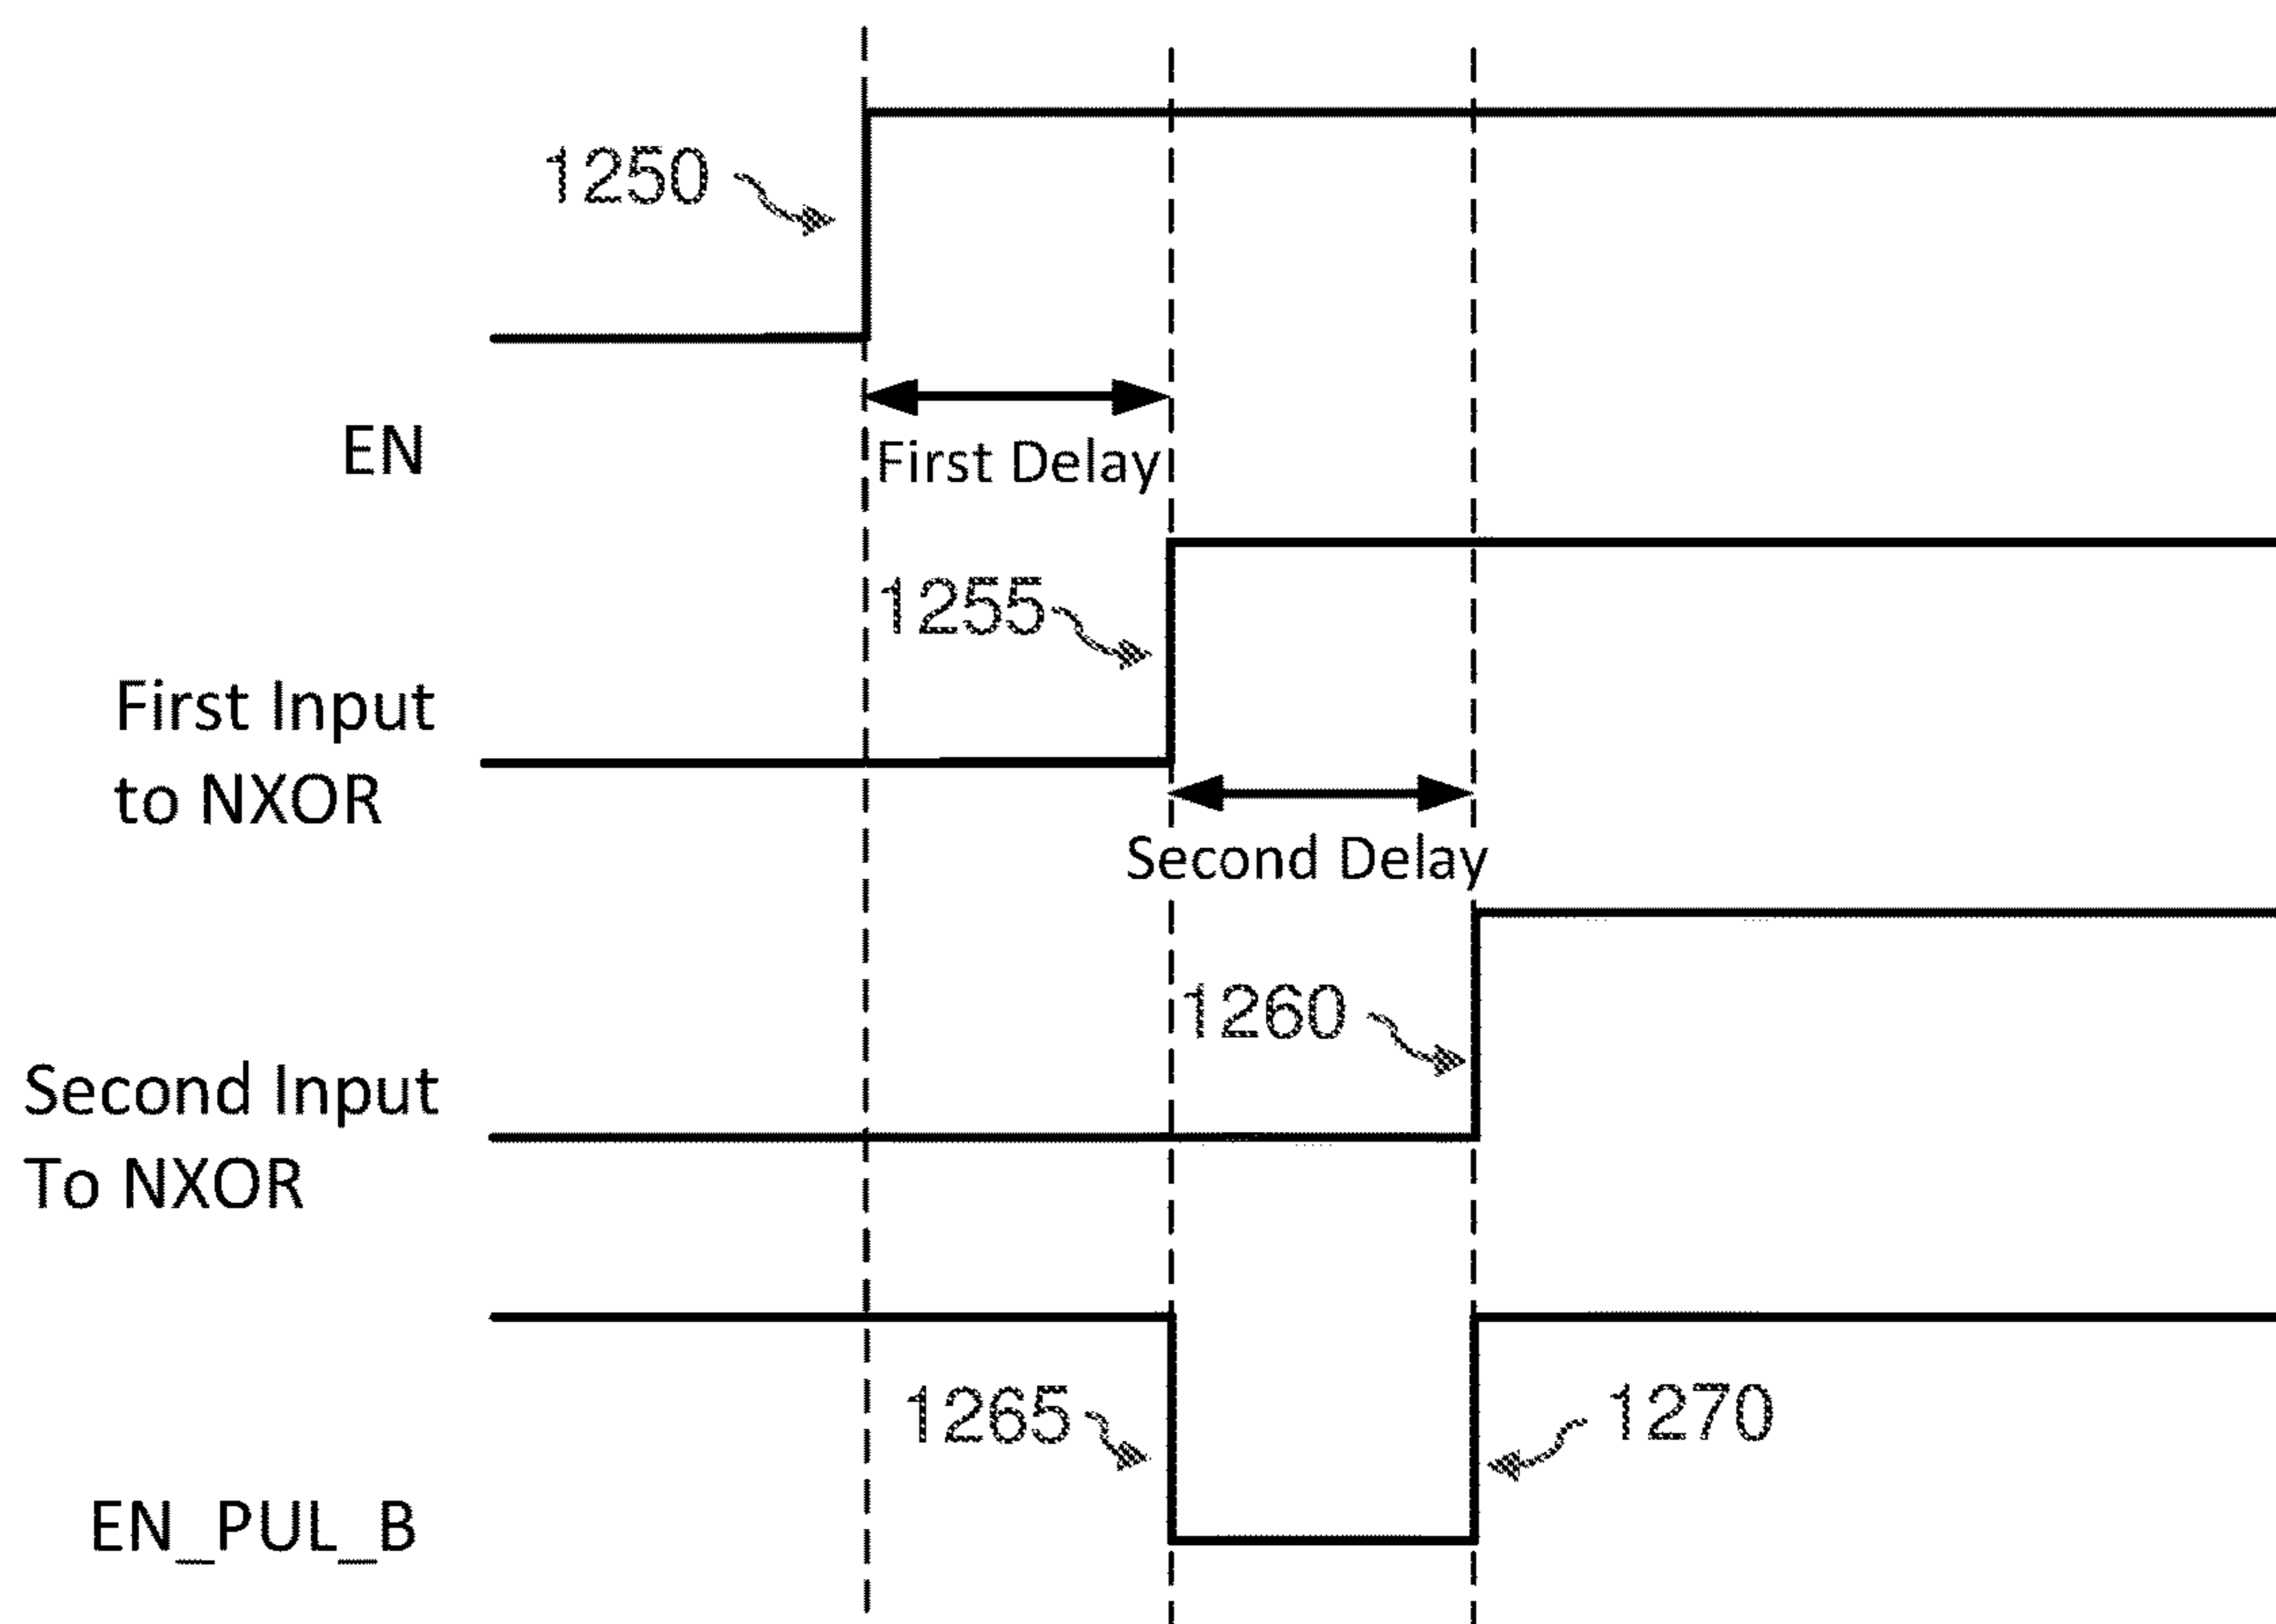 1250
EN
First Delay
1255
First Input
to NXOR
Second Delay
1260
Second Input
To NXOR
1265
1270
EN_PUL_B